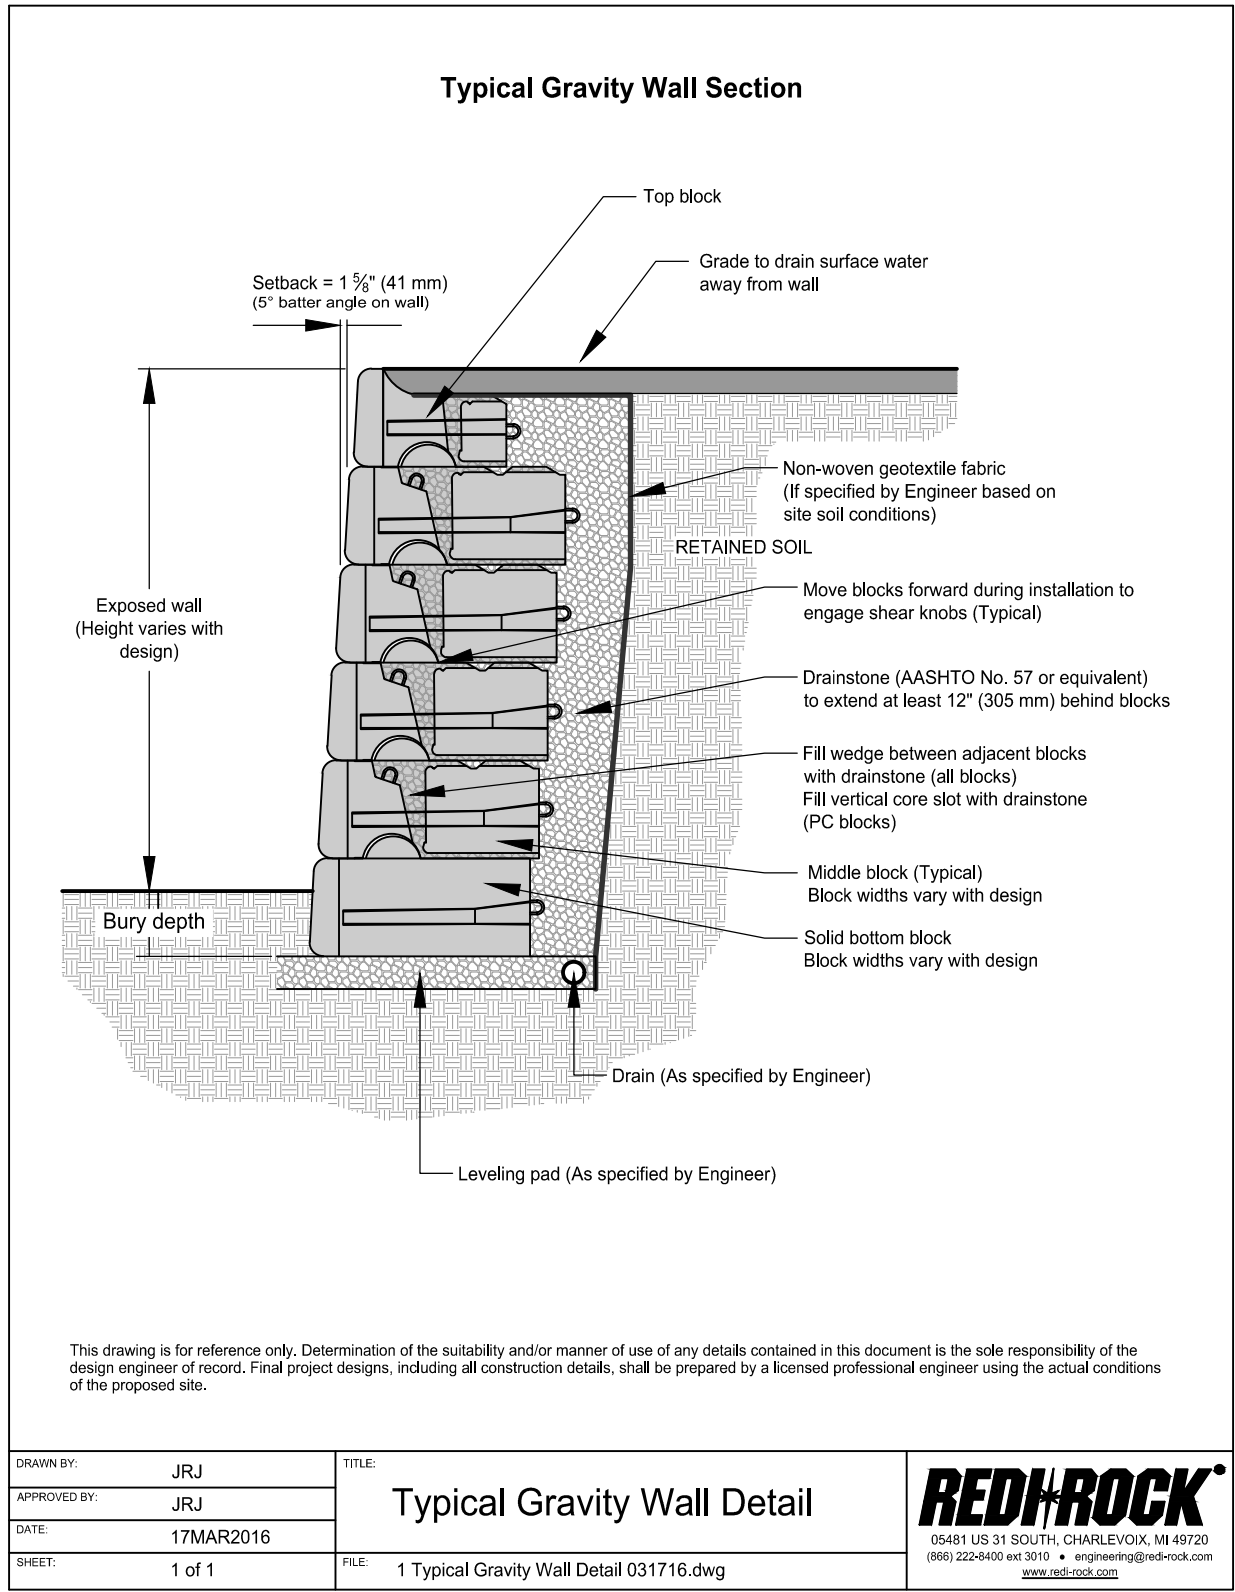 Typical Gravity Wall Section
Top block
Grade to drain surface water
away from wall
Setback = 1 ⅝" (41 mm)
(5° batter angle on wall)
Non-woven geotextile fabric
(If specified by Engineer based on
site soil conditions)
RETAINED SOIL
Move blocks forward during installation to
engage shear knobs (Typical)
Exposed wall
(Height varies with
design)
Drainstone (AASHTO No. 57 or equivalent)
to extend at least 12" (305 mm) behind blocks
Fill wedge between adjacent blocks
with drainstone (all blocks)
Fill vertical core slot with drainstone
(PC blocks)
Middle block (Typical)
Block widths vary with design
Bury depth
Solid bottom block
Block widths vary with design
Drain (As specified by Engineer)
Leveling pad (As specified by Engineer)
This drawing is for reference only. Determination of the suitability and/or manner of use of any details contained in this document is the sole responsibility of the
design engineer of record. Final project designs, including all construction details, shall be prepared by a licensed professional engineer using the actual conditions
of the proposed site.
DRAWN BY: JRJ
APPROVED BY: JRJ
DATE: 17MAR2016
SHEET: 1 of 1
TITLE:
Typical Gravity Wall Detail
FILE: 1 Typical Gravity Wall Detail 031716.dwg
REDI-ROCK
05481 US 31 SOUTH, CHARLEVOIX, MI 49720
(866) 222-8400 ext 3010 • engineering@redi-rock.com
www.redi-rock.com